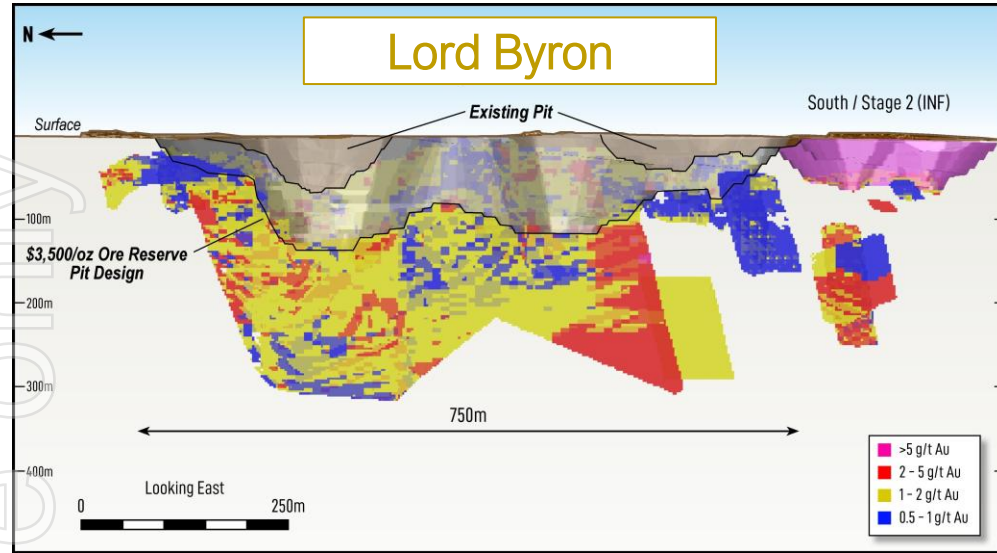 Lord Byron
N
South / Stage 2 (INF)
Existing Pit
Surface
100m
$3,500/oz Ore Reserve
Pit Design
200m
300m
750m
400m
Looking East
0
250m
>5 g/t Au
2 - 5 g/t Au
1 - 2 g/t Au
0.5 - 1 g/t Au